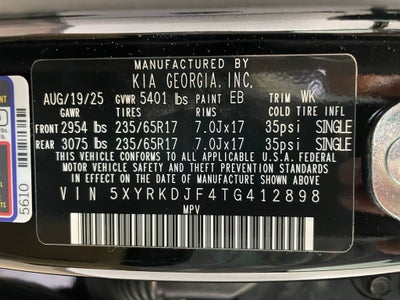 MANUFACTURED BY
KIA GEORGIA, INC.
AUG/19/25 GVWR 5401 lbs PAINT EB TRIM WK
GAWR TIRES RIMS COLD TIRE INFL
FRONT 2954 lbs 235/65R17 7.0Jx17 35psi SINGLE
REAR 3075 lbs 235/65R17 7.0Jx17 35psi SINGLE
THIS VEHICLE CONFORMS TO ALL APPLICABLE U.S.A. FEDERAL MOTOR VEHICLE SAFETY STANDARDS
IN EFFECT ON THE DATE OF MANUFACTURE SHOWN ABOVE.
VIN 5XYRKDJF4TG412898
MPV
5610